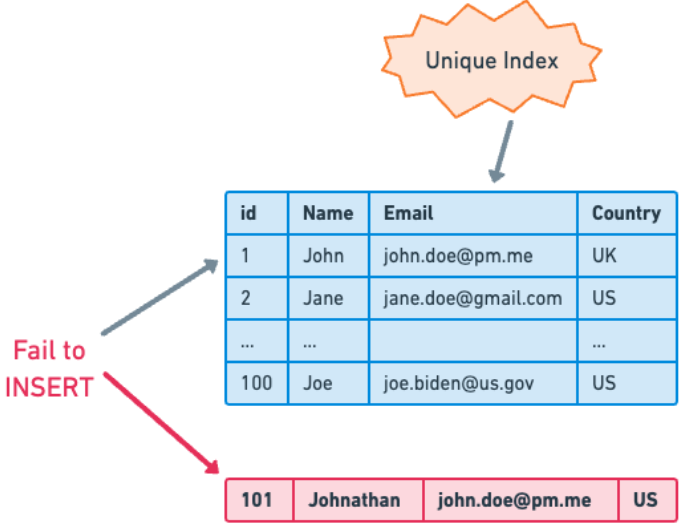 Unique Index
id Name Email Country
1 John john.doe@pm.me UK
2 Jane jane.doe@gmail.com US
... ... ...
100 Joe joe.biden@us.gov US
Fail to
INSERT
101 Johnathan john.doe@pm.me US